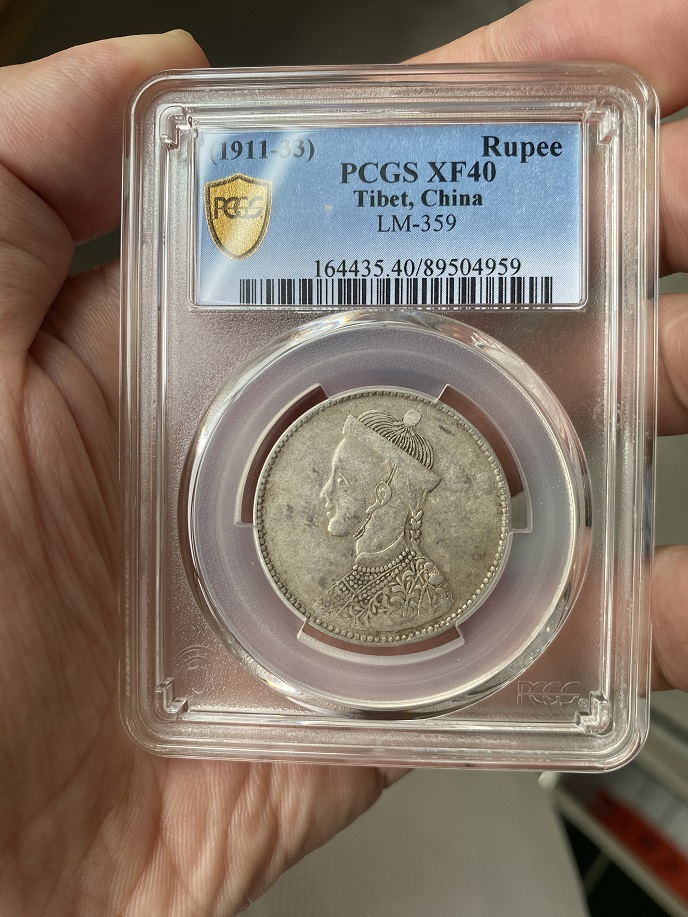 (1911-33) Rupee
PCGS XF40
PCGS
Tibet, China
LM-359
164435.40/89504959
PCGS®